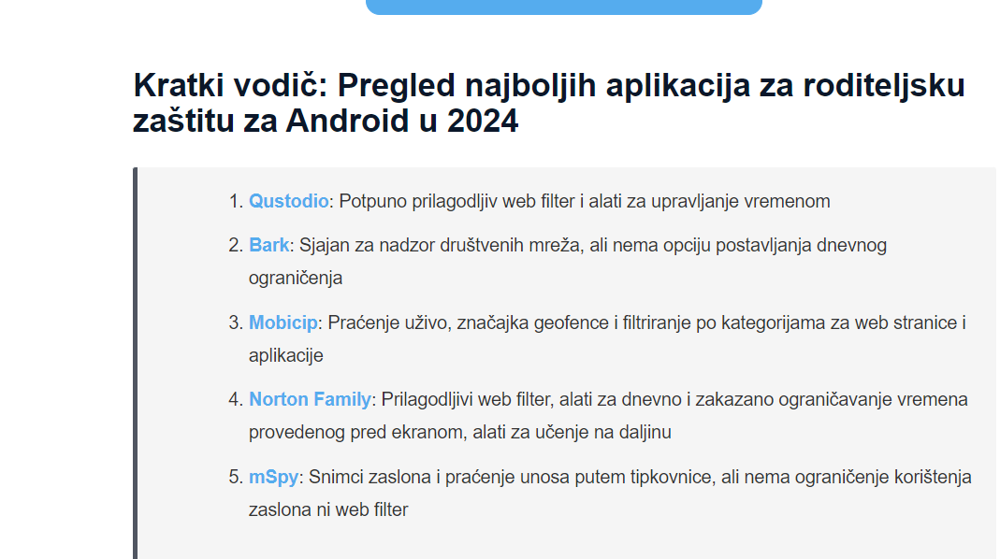 Kratki vodič: Pregled najboljih aplikacija za roditeljsku
zaštitu za Android u 2024
1. Qustodio: Potpuno prilagodljiv web filter i alati za upravljanje vremenom
2. Bark: Sjajan za nadzor društvenih mreža, ali nema opciju postavljanja dnevnog
ograničenja
3. Mobicip: Praćenje uživo, značajka geofence i filtriranje po kategorijama za web stranice i
aplikacije
4. Norton Family: Prilagodljivi web filter, alati za dnevno i zakazano ograničavanje vremena
provedenog pred ekranom, alati za učenje na daljinu
5. mSpy: Snimci zaslona i praćenje unosa putem tipkovnice, ali nema ograničenje korištenja
zaslona ni web filter